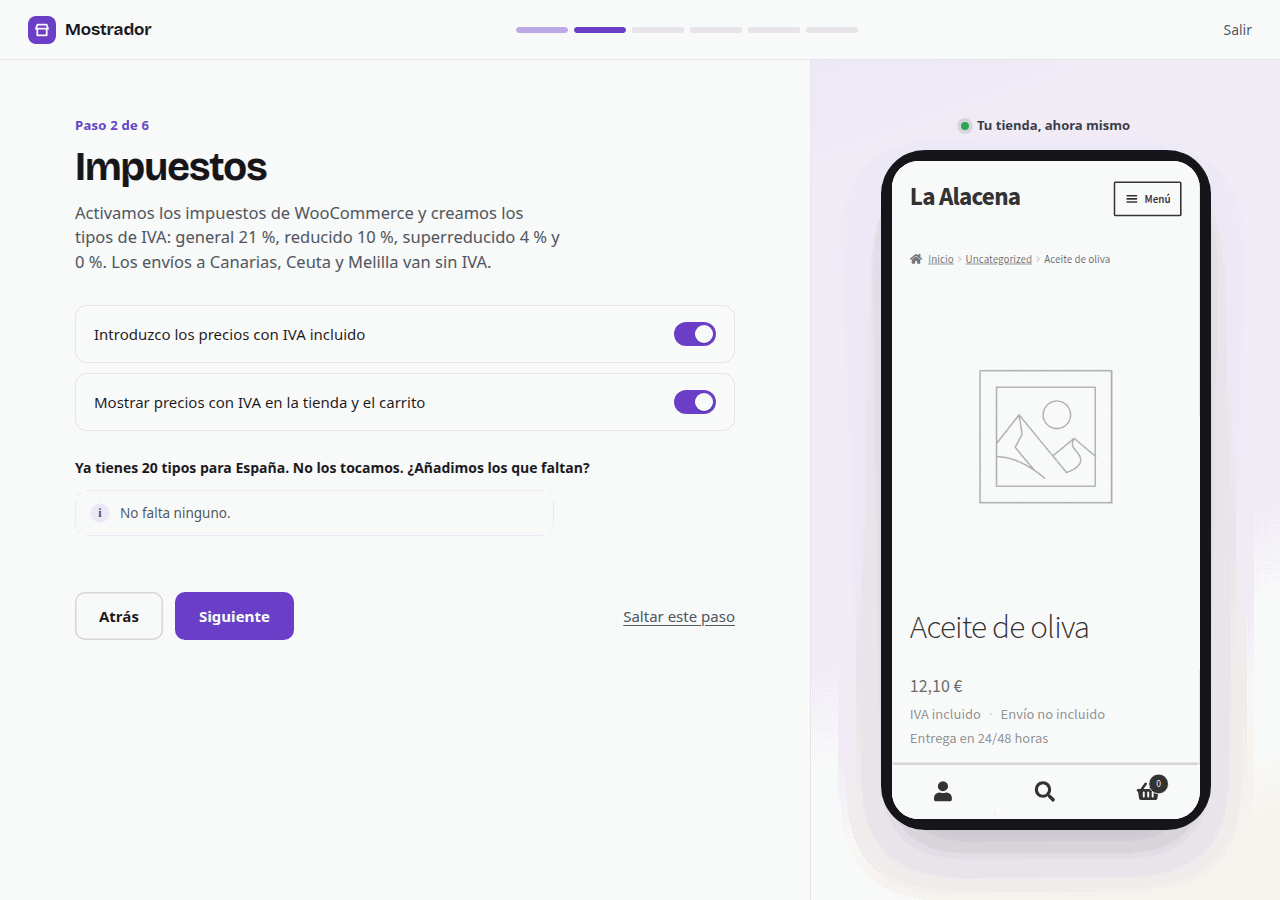 Mostrador
Salir
Paso 2 de 6
Impuestos
Activamos los impuestos de WooCommerce y creamos los
tipos de IVA: general 21 %, reducido 10 %, superreducido 4 % y
0 %. Los envíos a Canarias, Ceuta y Melilla van sin IVA.
Introduzco los precios con IVA incluido
Mostrar precios con IVA en la tienda y el carrito
Ya tienes 20 tipos para España. No los tocamos. ¿Añadimos los que faltan?
i No falta ninguno.
Atrás
Siguiente
Saltar este paso
Tu tienda, ahora mismo
La Alacena
Menú
Inicio › Uncategorized › Aceite de oliva
Aceite de oliva
12,10 €
IVA incluido · Envío no incluido
Entrega en 24/48 horas
0